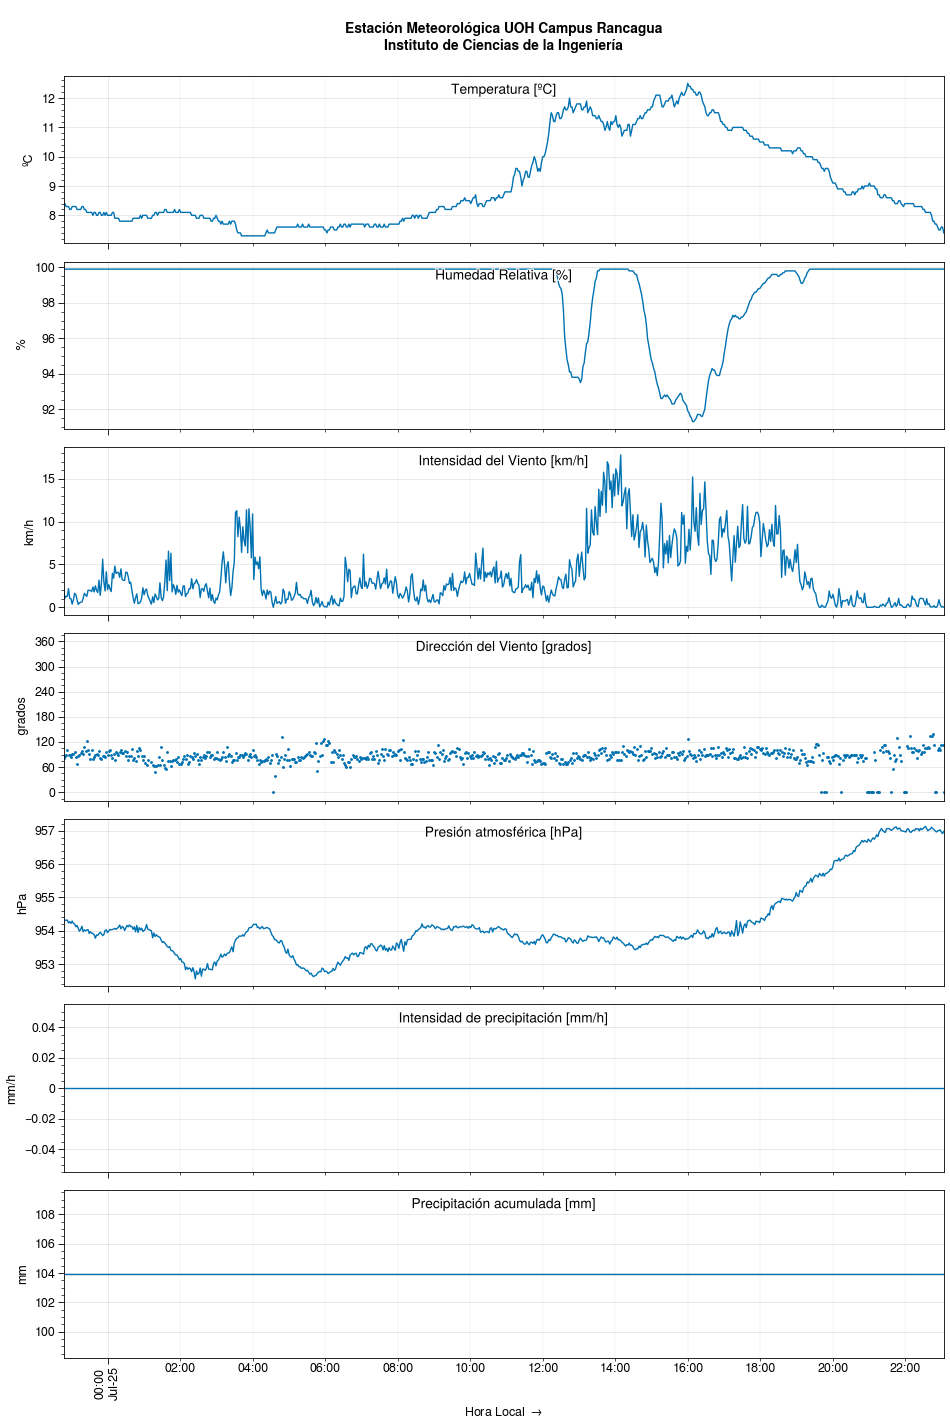 Estación Meteorológica UOH Campus Rancagua
Instituto de Ciencias de la Ingeniería
Temperatura [ºC]
ºC
12
11
10
9
8
Humedad Relativa [%]
%
100
98
96
94
92
Intensidad del Viento [km/h]
km/h
15
10
5
0
Dirección del Viento [grados]
grados
360
300
240
180
120
60
0
Presión atmosférica [hPa]
hPa
957
956
955
954
953
Intensidad de precipitación [mm/h]
mm/h
0.04
0.02
0
−0.02
−0.04
Precipitación acumulada [mm]
mm
108
106
104
102
100
00:00
Jul-25
02:00
04:00
06:00
08:00
10:00
12:00
14:00
16:00
18:00
20:00
22:00
Hora Local →